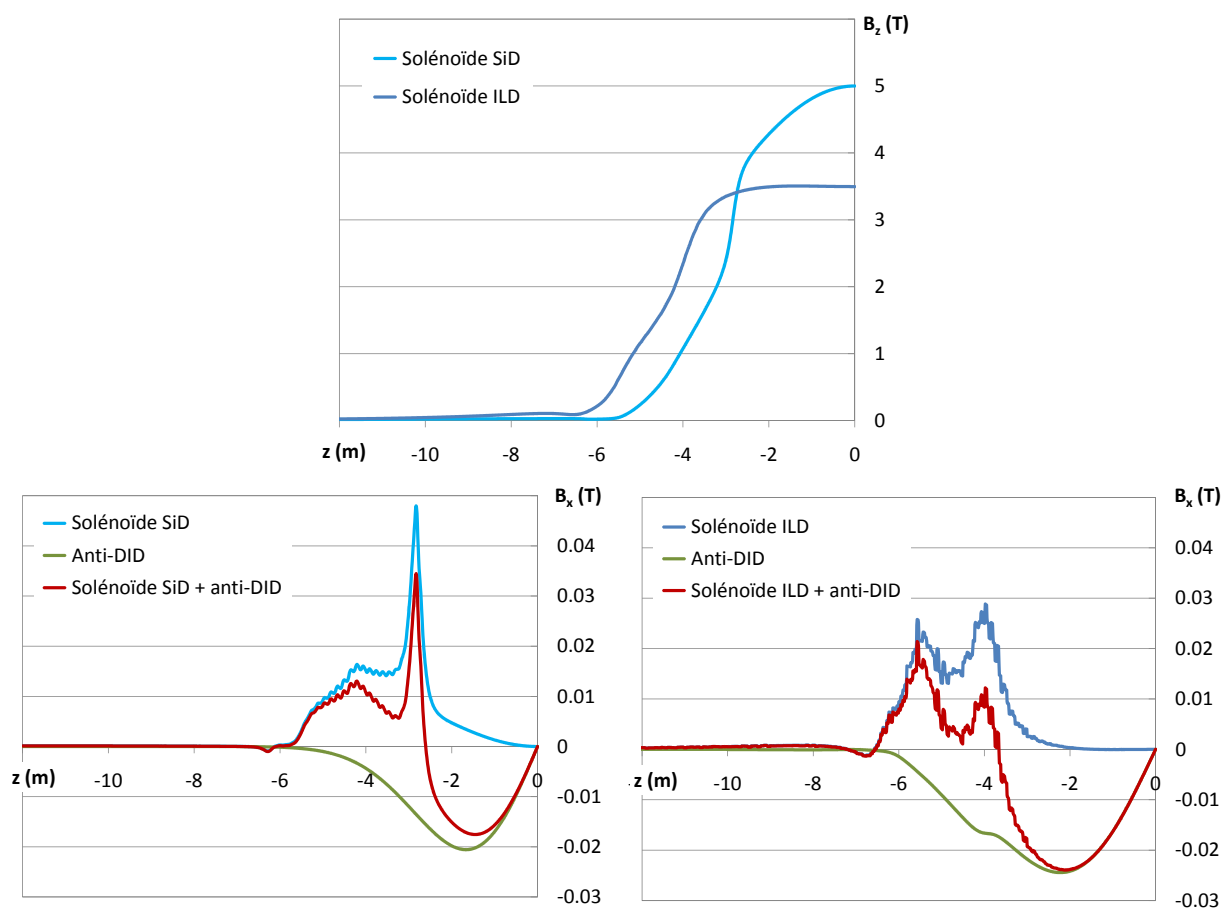 B_z (T)
Solénoïde SiD
Solénoïde ILD
5
4
3
2
1
0
z (m) -10 -8 -6 -4 -2 0
B_x (T)
Solénoïde SiD
Anti-DID
Solénoïde SiD + anti-DID
0.04
0.03
0.02
0.01
0
z (m) -10 -8 -6 -4 -2 0
-0.01
-0.02
-0.03
B_x (T)
Solénoïde ILD
Anti-DID
Solénoïde ILD + anti-DID
0.04
0.03
0.02
0.01
0
z (m) -10 -8 -6 -4 -2 0
-0.01
-0.02
-0.03